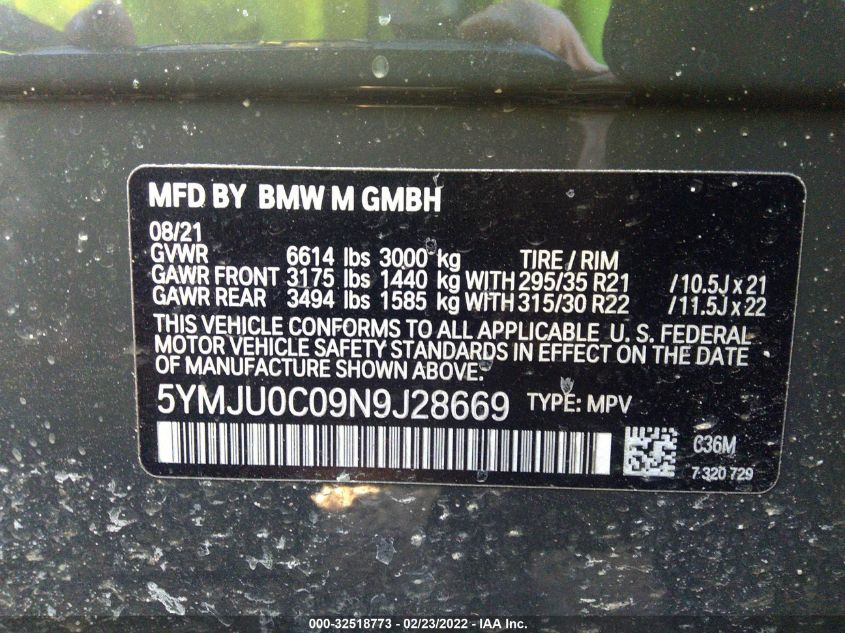 MFD BY BMW M GMBH
08/21
GVWR 6614 lbs 3000 kg TIRE / RIM
GAWR FRONT 3175 lbs 1440 kg WITH 295/35 R21 /10.5J x 21
GAWR REAR 3494 lbs 1585 kg WITH 315/30 R22 /11.5J x 22
THIS VEHICLE CONFORMS TO ALL APPLICABLE U. S. FEDERAL
MOTOR VEHICLE SAFETY STANDARDS IN EFFECT ON THE DATE
OF MANUFACTURE SHOWN ABOVE.
5YMJU0C09N9J28669 TYPE: MPV
C36M
7 320 729
000-32518773 - 02/23/2022 - IAA Inc.